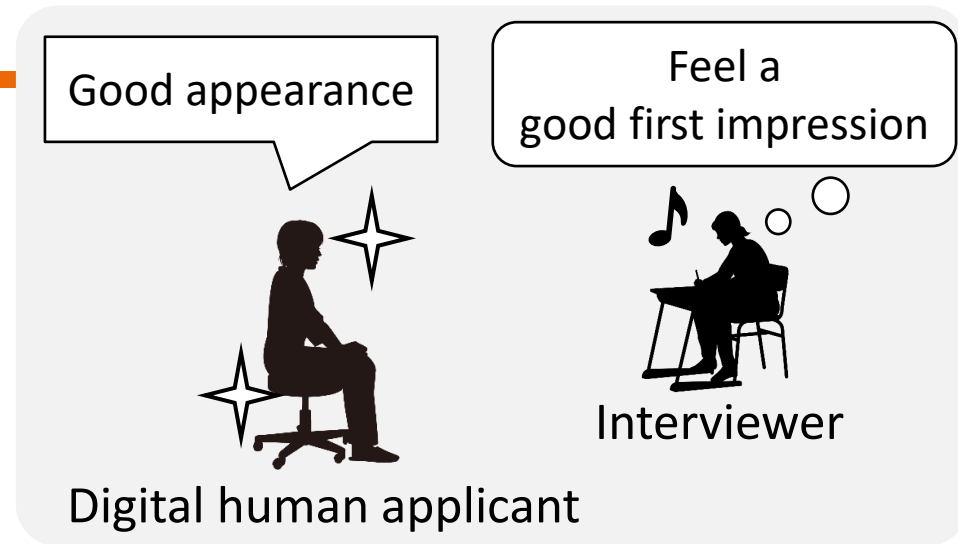 Good appearance
Feel a
good first impression
Interviewer
Digital human applicant